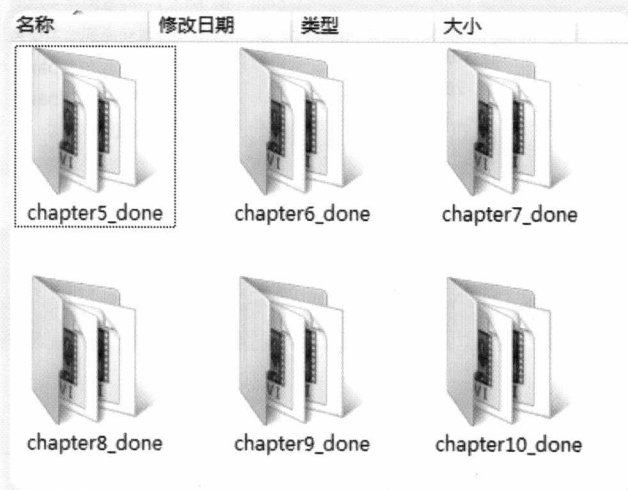 名称 修改日期 类型 大小
chapter5_done chapter6_done chapter7_done
chapter8_done chapter9_done chapter10_done